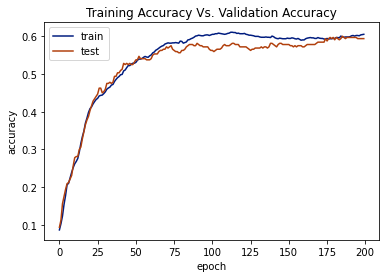 Training Accuracy Vs. Validation Accuracy
train
test
accuracy
0.6
0.5
0.4
0.3
0.2
0.1
0 25 50 75 100 125 150 175 200
epoch